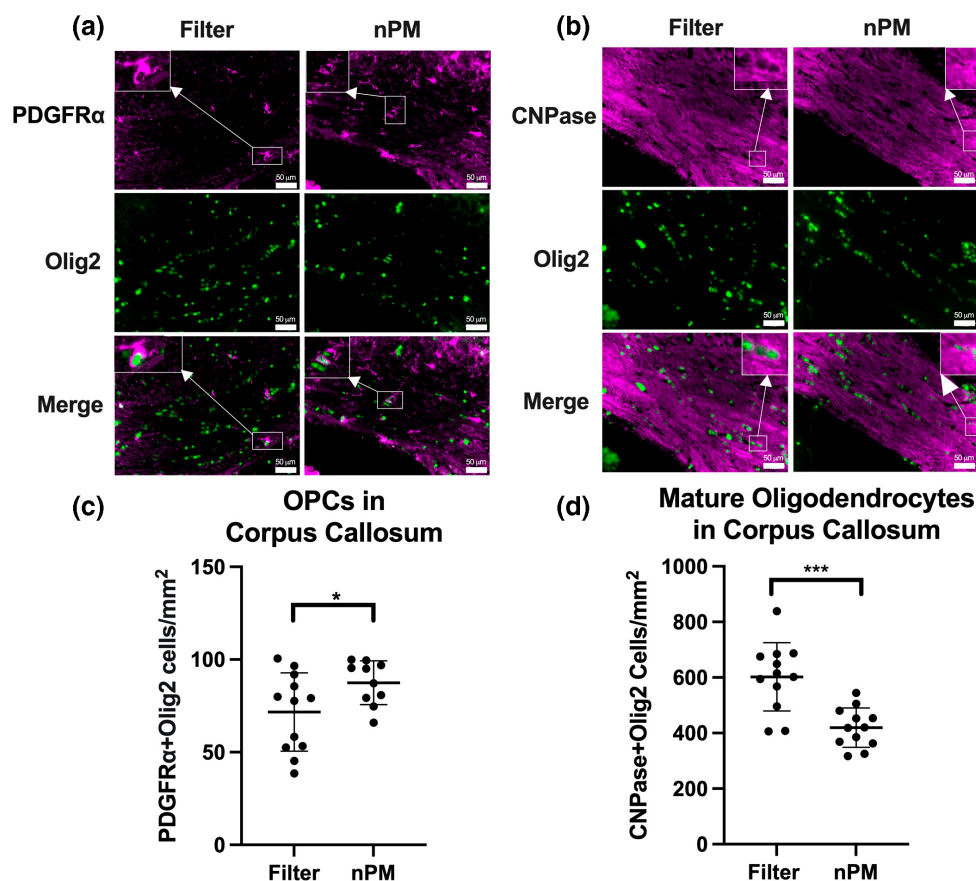 (a)
Filter
nPM
(b)
Filter
nPM
PDGFRα
50 μm
50 μm
CNPase
50 μm
50 μm
Olig2
50 μm
50 μm
Olig2
50 μm
50 μm
Merge
50 μm
50 μm
Merge
50 μm
50 μm
(c)
OPCs in
Corpus Callosum
PDGFRα+Olig2 cells/mm²
150
100
50
0
*
Filter
nPM
(d)
Mature Oligodendrocytes
in Corpus Callosum
CNPase+Olig2 Cells/mm²
1000
800
600
400
200
0
***
Filter
nPM